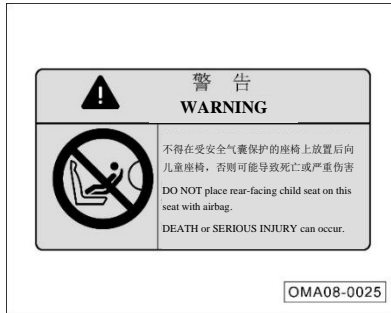 警 告
WARNING
不得在受安全气囊保护的座椅上放置后向
儿童座椅，否则可能导致死亡或严重伤害
DO NOT place rear-facing child seat on this
seat with airbag.
DEATH or SERIOUS INJURY can occur.
OMA08-0025